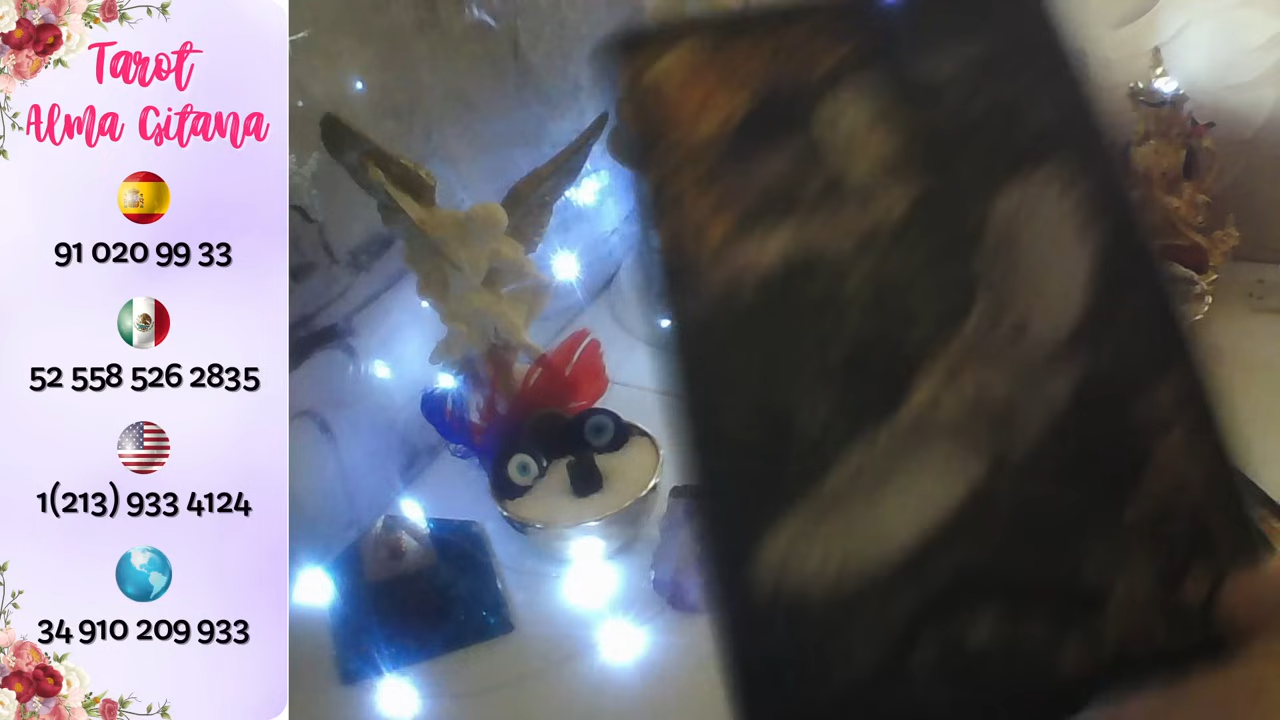 Tarot
Alma Gitana
91 020 99 33
52 558 526 2835
1(213) 933 4124
34 910 209 933